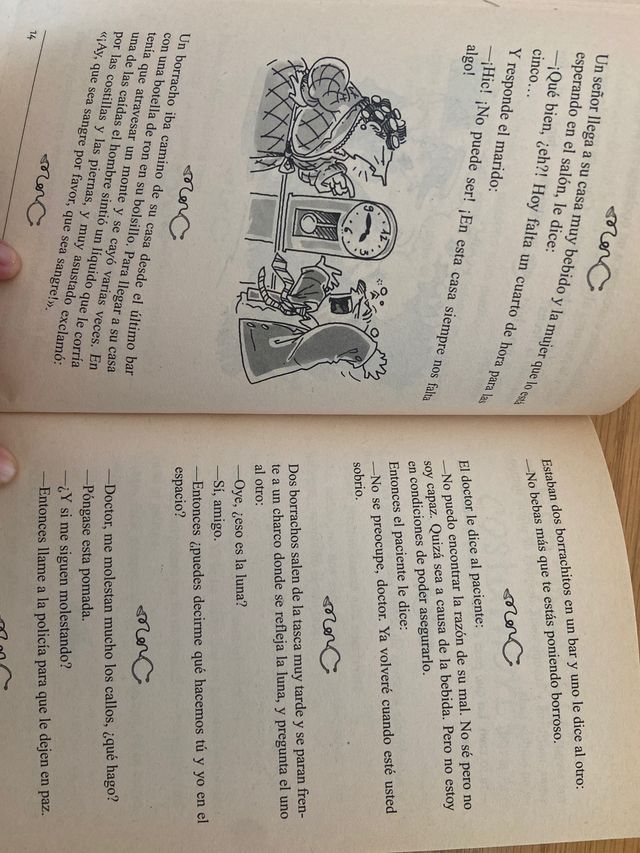 Un señor llega a su casa muy bebido y la mujer que lo está
esperando en el salón, le dice:
—¡Qué bien, ¿eh?! Hoy falta un cuarto de hora para las
cinco...
Y responde el marido:
—¡Hic! ¡No puede ser! ¡En esta casa siempre nos falta
algo!
12
9
3
6
Un borracho iba camino de su casa desde el último bar
con una botella de ron en su bolsillo. Para llegar a su casa
tenía que atravesar un monte y se cayó varias veces. En
una de las caídas el hombre sintió un líquido que le corría
por las costillas y las piernas, y muy asustado exclamó:
«¡Ay, que sea sangre por favor, que sea sangre!».
14
Estaban dos borrachitos en un bar y uno le dice al otro:
—No bebas más que te estás poniendo borroso.
El doctor le dice al paciente:
—No puedo encontrar la razón de su mal. No sé pero no
soy capaz. Quizá sea a causa de la bebida. Pero no estoy
en condiciones de poder asegurarlo.
Entonces el paciente le dice:
—No se preocupe, doctor. Ya volveré cuando esté usted
sobrio.
Dos borrachos salen de la tasca muy tarde y se paran fren-
te a un charco donde se refleja la luna, y pregunta el uno
al otro:
—Oye, ¿eso es la luna?
—Sí, amigo.
—Entonces ¿puedes decirme qué hacemos tú y yo en el
espacio?
—Doctor, me molestan mucho los callos, ¿qué hago?
—Póngase esta pomada.
—¿Y si me siguen molestando?
—Entonces llame a la policía para que le dejen en paz.